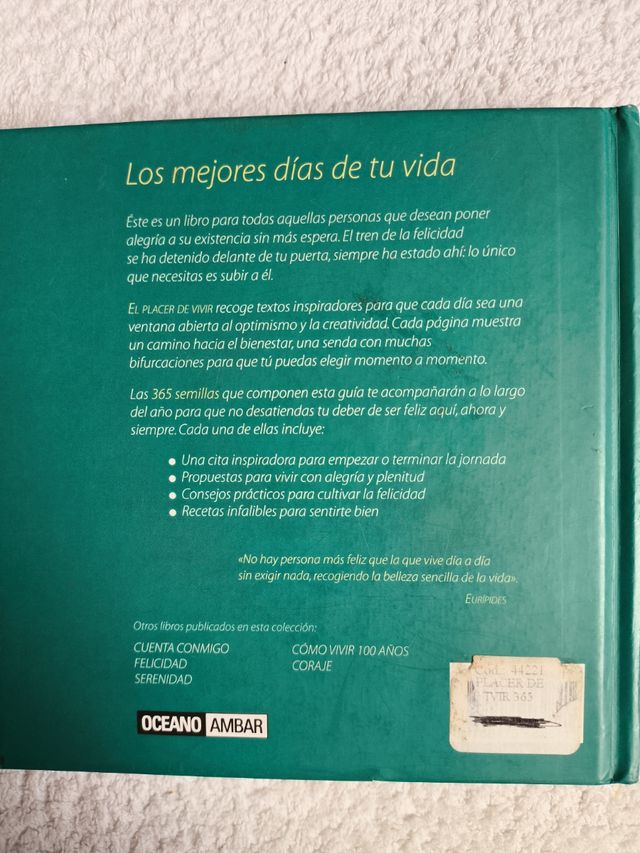 Los mejores días de tu vida
Éste es un libro para todas aquellas personas que desean poner
alegría a su existencia sin más espera. El tren de la felicidad
se ha detenido delante de tu puerta, siempre ha estado ahí: lo único
que necesitas es subir a él.
EL PLACER DE VIVIR recoge textos inspiradores para que cada día sea una
ventana abierta al optimismo y la creatividad. Cada página muestra
un camino hacia el bienestar, una senda con muchas
bifurcaciones para que tú puedas elegir momento a momento.
Las 365 semillas que componen esta guía te acompañarán a lo largo
del año para que no desatiendas tu deber de ser feliz aquí, ahora y
siempre. Cada una de ellas incluye:
● Una cita inspiradora para empezar o terminar la jornada
● Propuestas para vivir con alegría y plenitud
● Consejos prácticos para cultivar la felicidad
● Recetas infalibles para sentirte bien
«No hay persona más feliz que la que vive día a día
sin exigir nada, recogiendo la belleza sencilla de la vida».
EURÍPIDES
Otros libros publicados en esta colección:
CUENTA CONMIGO
FELICIDAD
SERENIDAD
CÓMO VIVIR 100 AÑOS
CORAJE
OCEANO AMBAR
44221
PLACER DE
365